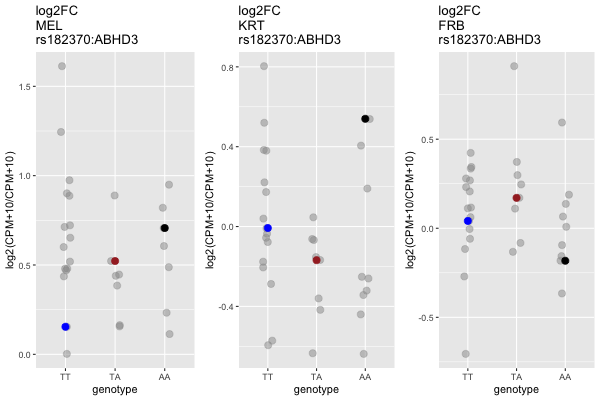 log2FC
MEL
rs182370:ABHD3
log2(CPM+10/CPM+10)
1.5
1.0
0.5
0.0
TT TA AA
genotype
log2FC
KRT
rs182370:ABHD3
log2(CPM+10/CPM+10)
0.8
0.4
0.0
-0.4
TT TA AA
genotype
log2FC
FRB
rs182370:ABHD3
log2(CPM+10/CPM+10)
0.5
0.0
-0.5
TT TA AA
genotype